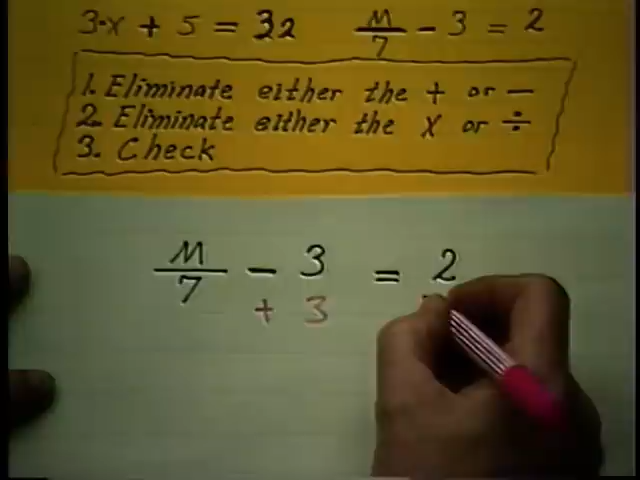 3·x + 5 = 32
M/7 - 3 = 2
1. Eliminate either the + or —
2. Eliminate either the X or ÷
3. Check
M/7 - 3 = 2
+ 3